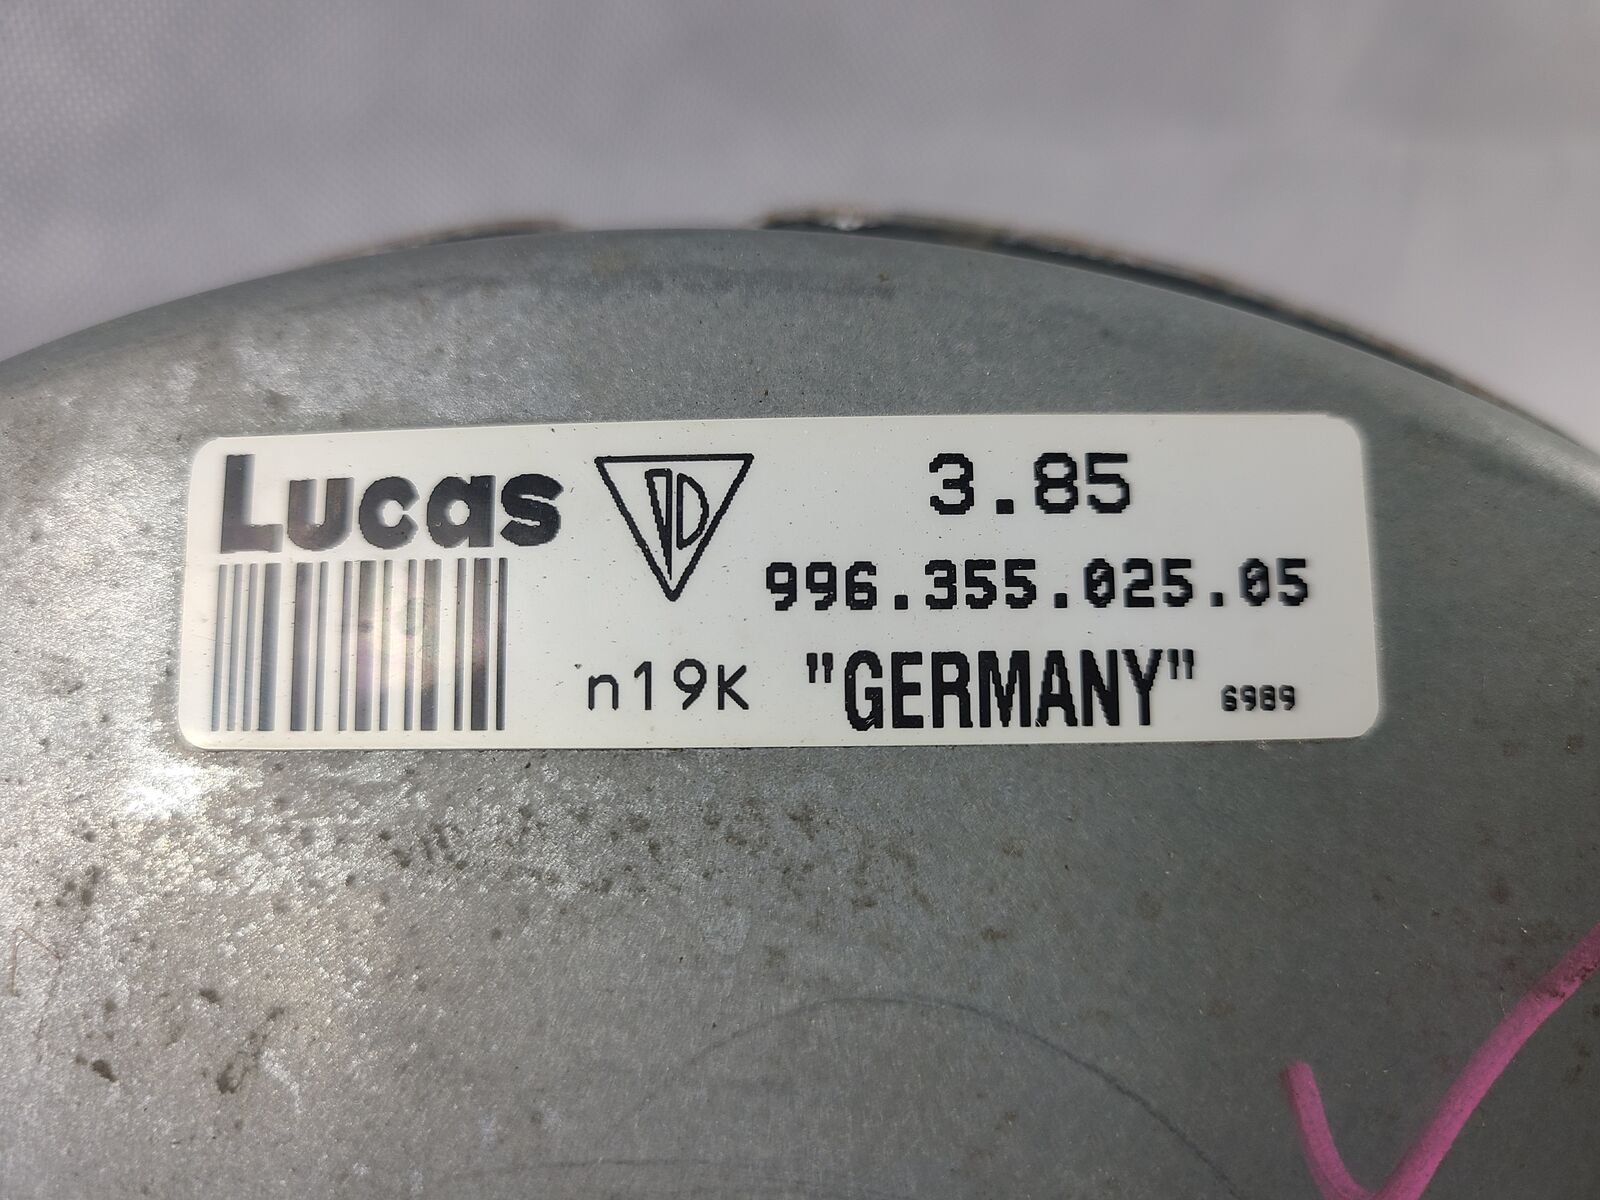 Lucas
3.85
996.355.025.05
n19K "GERMANY" 6989